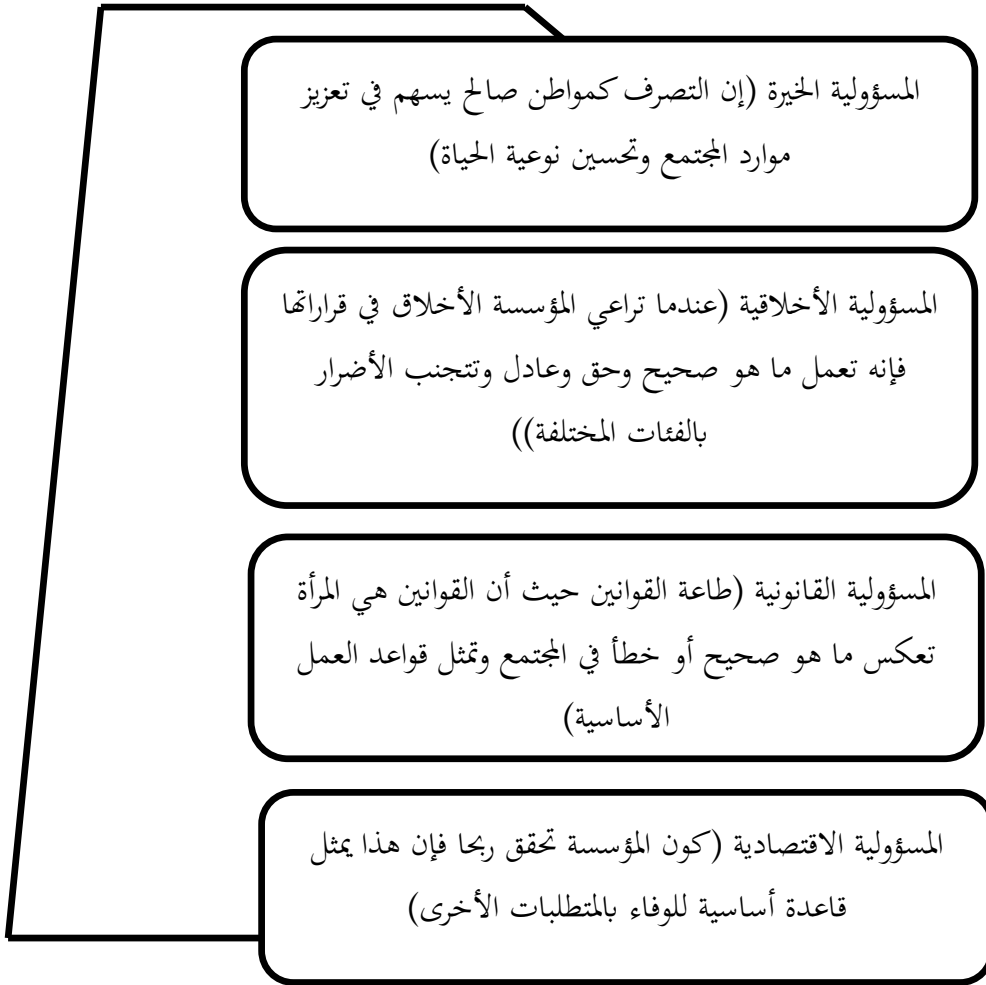 المسؤولية الخيرة (إن التصرف كمواطن صالح يسهم في تعزيز
موارد المجتمع وتحسين نوعية الحياة)
المسؤولية الأخلاقية (عندما تراعي المؤسسة الأخلاق في قراراتها
فإنه تعمل ما هو صحيح وحق وعادل وتتجنب الأضرار
بالفئات المختلفة))
المسؤولية القانونية (طاعة القوانين حيث أن القوانين هي المرأة
تعكس ما هو صحيح أو خطأ في المجتمع وتمثل قواعد العمل
الأساسية)
المسؤولية الاقتصادية (كون المؤسسة تحقق ربحا فإن هذا يمثل
قاعدة أساسية للوفاء بالمتطلبات الأخرى)